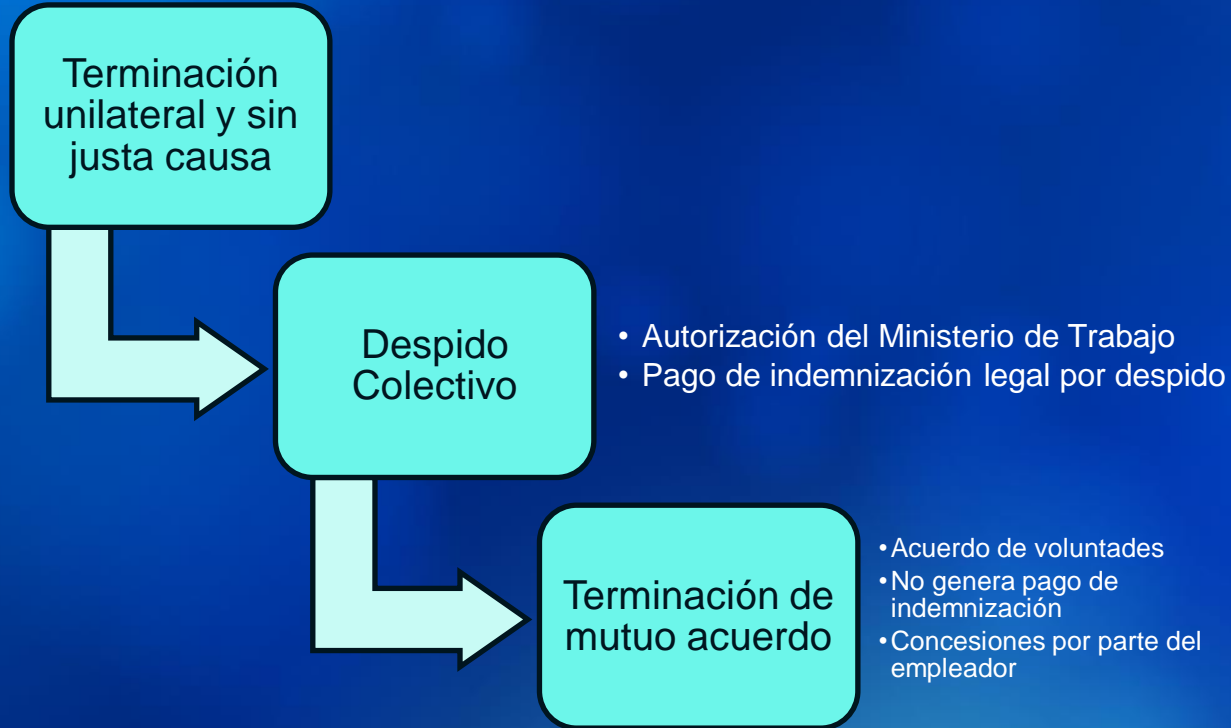 Terminación
unilateral y sin
justa causa
Despido
Colectivo
• Autorización del Ministerio de Trabajo
• Pago de indemnización legal por despido
Terminación de
mutuo acuerdo
• Acuerdo de voluntades
• No genera pago de
indemnización
• Concesiones por parte del
empleador